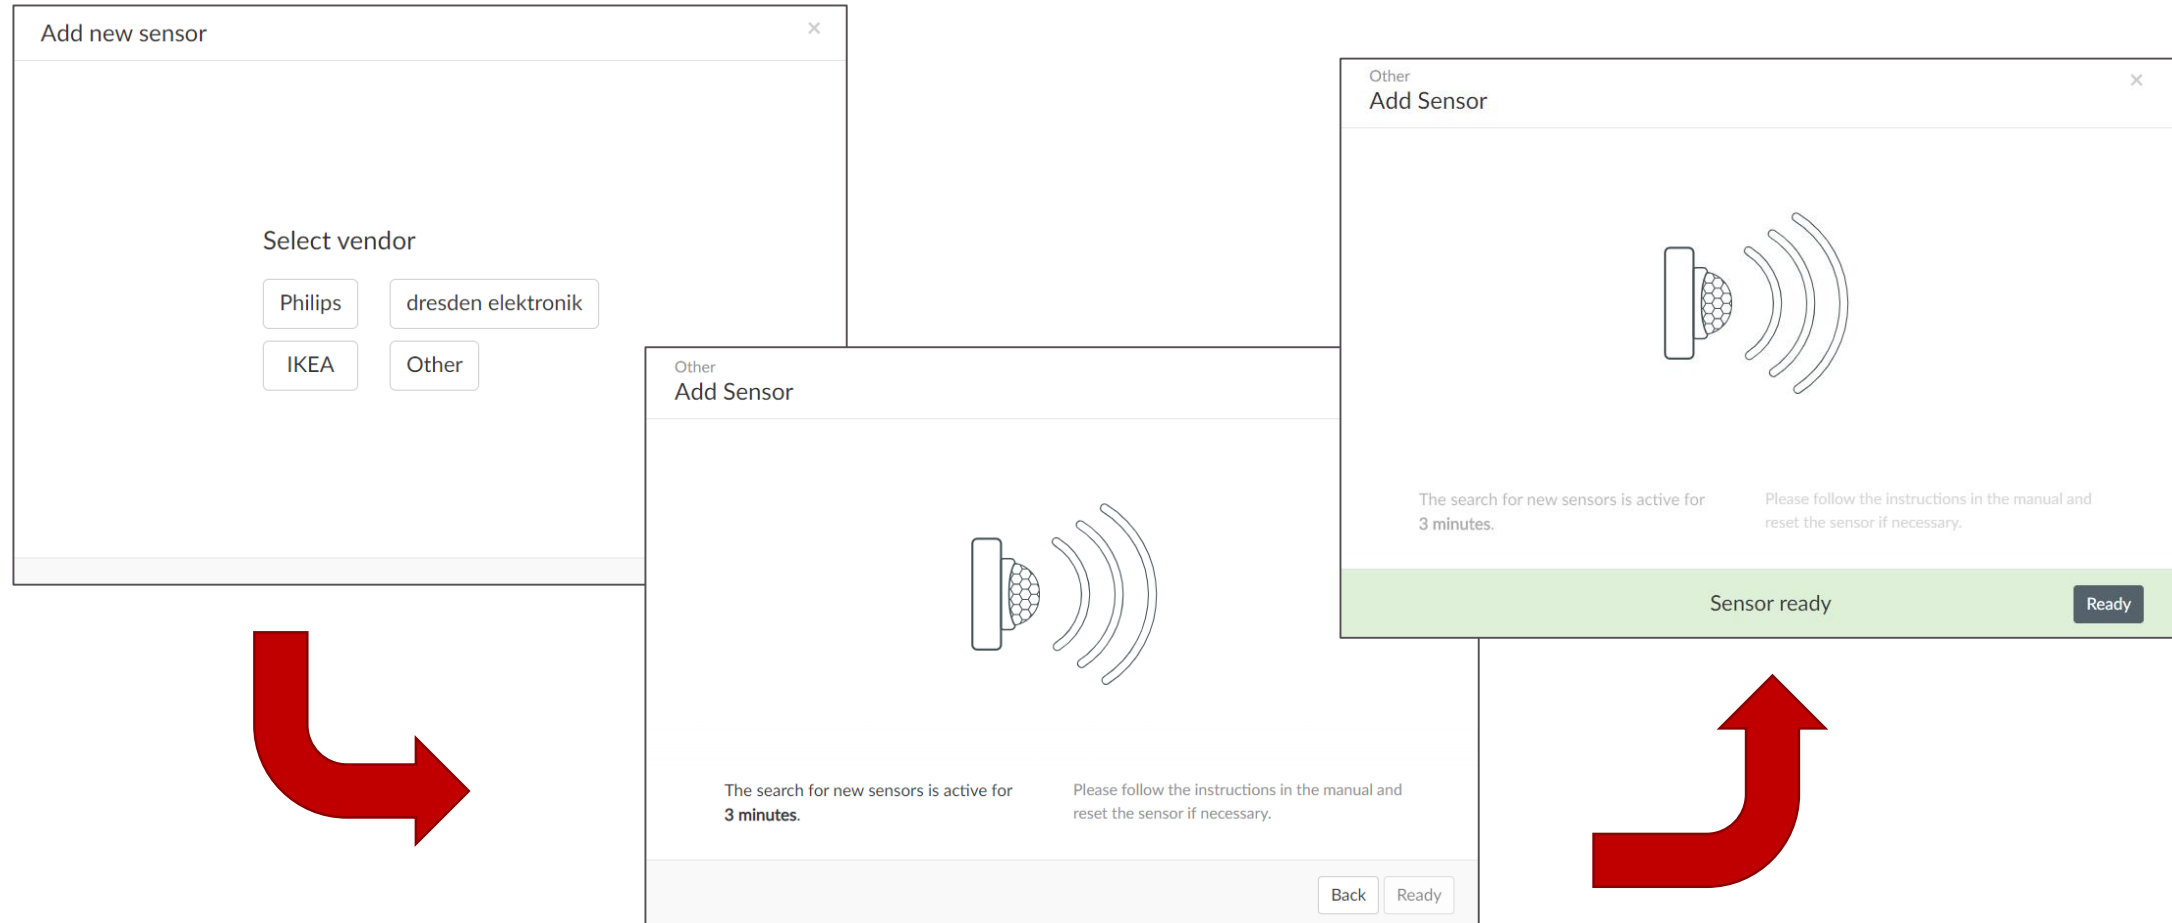 Add new sensor ×
Select vendor
Philips dresden elektronik
IKEA Other
Other
Add Sensor
The search for new sensors is active for
3 minutes.
Please follow the instructions in the manual and
reset the sensor if necessary.
Back Ready
Other ×
Add Sensor
The search for new sensors is active for
3 minutes.
Please follow the instructions in the manual and
reset the sensor if necessary.
Sensor ready Ready